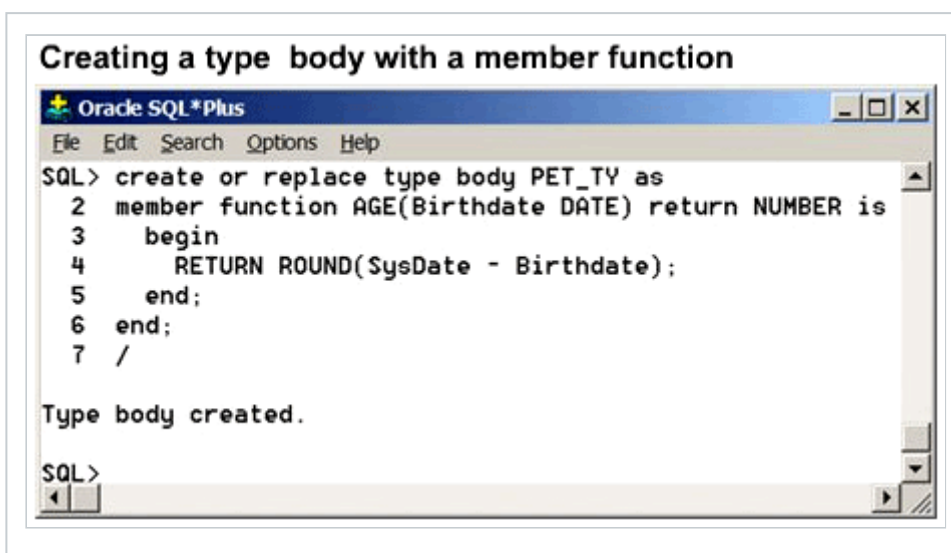 Creating a type body with a member function
Oracle SQL*Plus
File Edit Search Options Help
SQL> create or replace type body PET_TY as
2 member function AGE(Birthdate DATE) return NUMBER is
3 begin
4 RETURN ROUND(SysDate - Birthdate);
5 end;
6 end;
7 /
Type body created.
SQL>